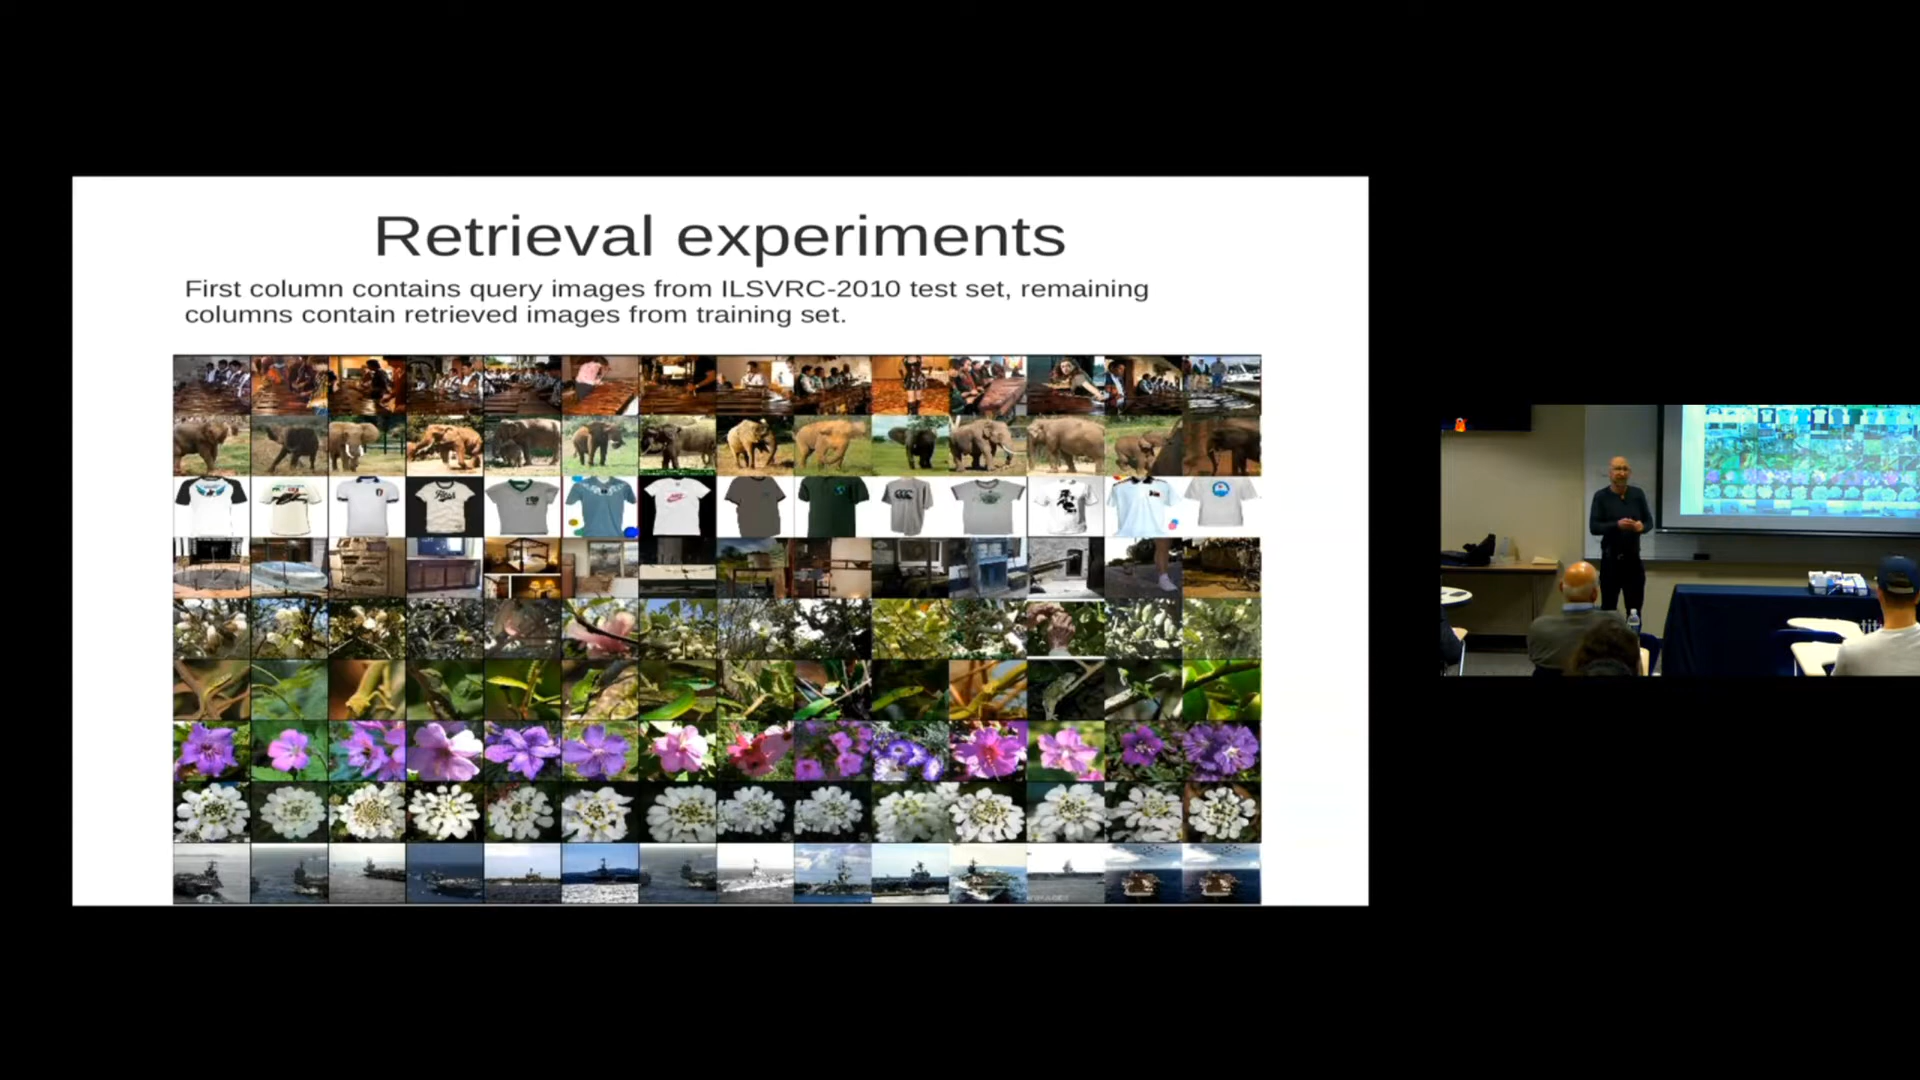 Retrieval experiments
First column contains query images from ILSVRC-2010 test set, remaining
columns contain retrieved images from training set.